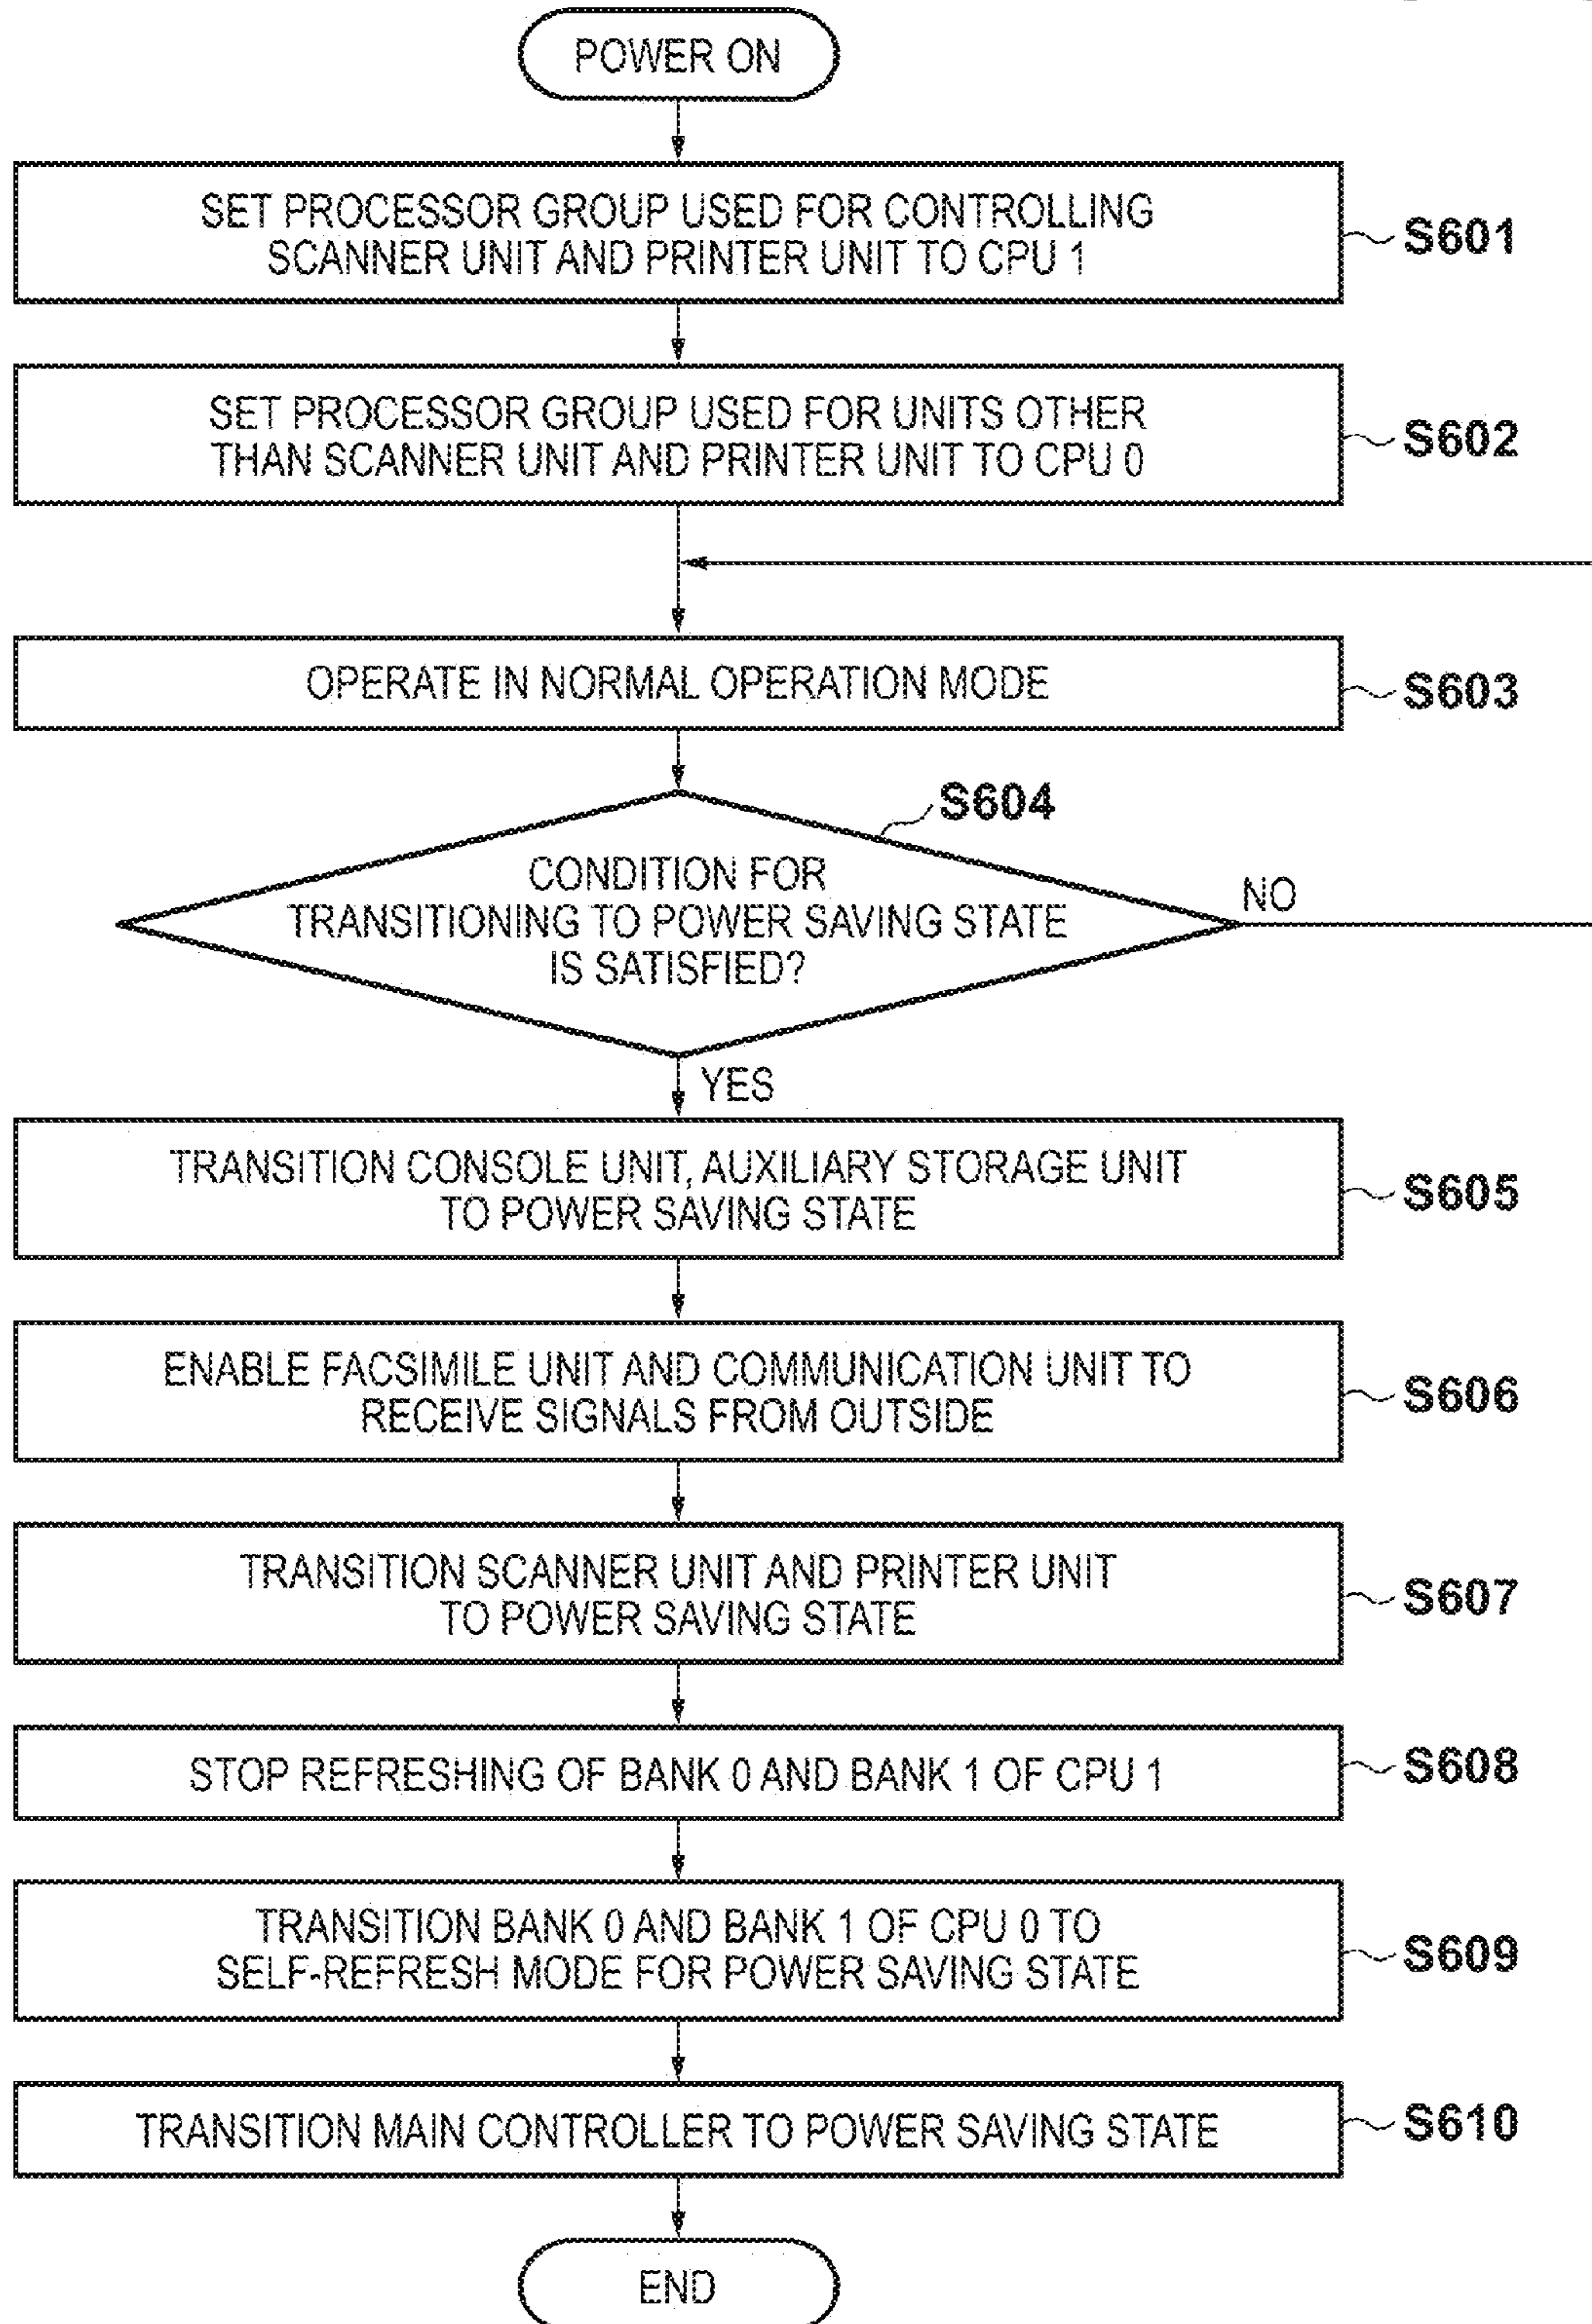 POWER ON
SET PROCESSOR GROUP USED FOR CONTROLLING
SCANNER UNIT AND PRINTER UNIT TO CPU 1
S601
SET PROCESSOR GROUP USED FOR UNITS OTHER
THAN SCANNER UNIT AND PRINTER UNIT TO CPU 0
S602
OPERATE IN NORMAL OPERATION MODE
S603
S604
CONDITION FOR
TRANSITIONING TO POWER SAVING STATE
IS SATISFIED?
NO
YES
TRANSITION CONSOLE UNIT, AUXILIARY STORAGE UNIT
TO POWER SAVING STATE
S605
ENABLE FACSIMILE UNIT AND COMMUNICATION UNIT TO
RECEIVE SIGNALS FROM OUTSIDE
S606
TRANSITION SCANNER UNIT AND PRINTER UNIT
TO POWER SAVING STATE
S607
STOP REFRESHING OF BANK 0 AND BANK 1 OF CPU 1
S608
TRANSITION BANK 0 AND BANK 1 OF CPU 0 TO
SELF-REFRESH MODE FOR POWER SAVING STATE
S609
TRANSITION MAIN CONTROLLER TO POWER SAVING STATE
S610
END